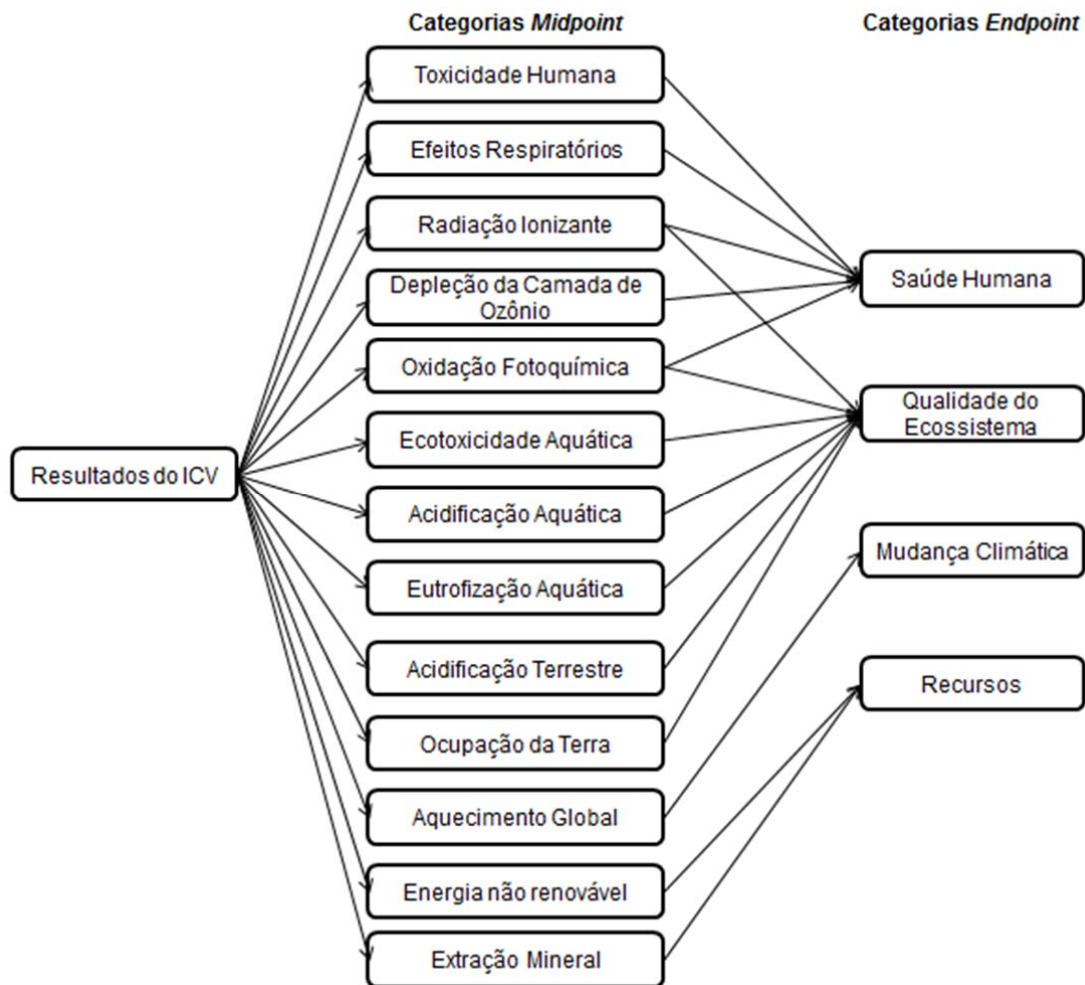 Categorias Midpoint
Categorias Endpoint
Toxicidade Humana
Efeitos Respiratórios
Radiação Ionizante
Depleção da Camada de
Ozônio
Oxidação Fotoquímica
Ecotoxicidade Aquática
Acidificação Aquática
Eutrofização Aquática
Acidificação Terrestre
Ocupação da Terra
Aquecimento Global
Energia não renovável
Extração Mineral
Resultados do ICV
Saúde Humana
Qualidade do
Ecossistema
Mudança Climática
Recursos